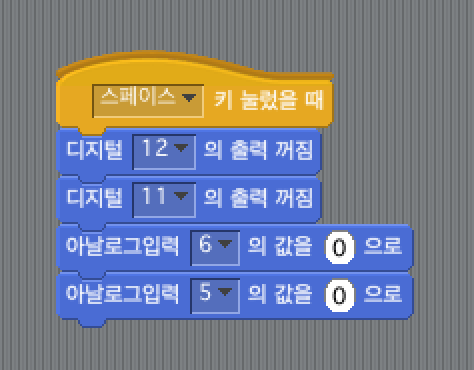 스페이스 키 눌렀을 때
디지털 12 의 출력 꺼짐
디지털 11 의 출력 꺼짐
아날로그입력 6 의 값을 0 으로
아날로그입력 5 의 값을 0 으로